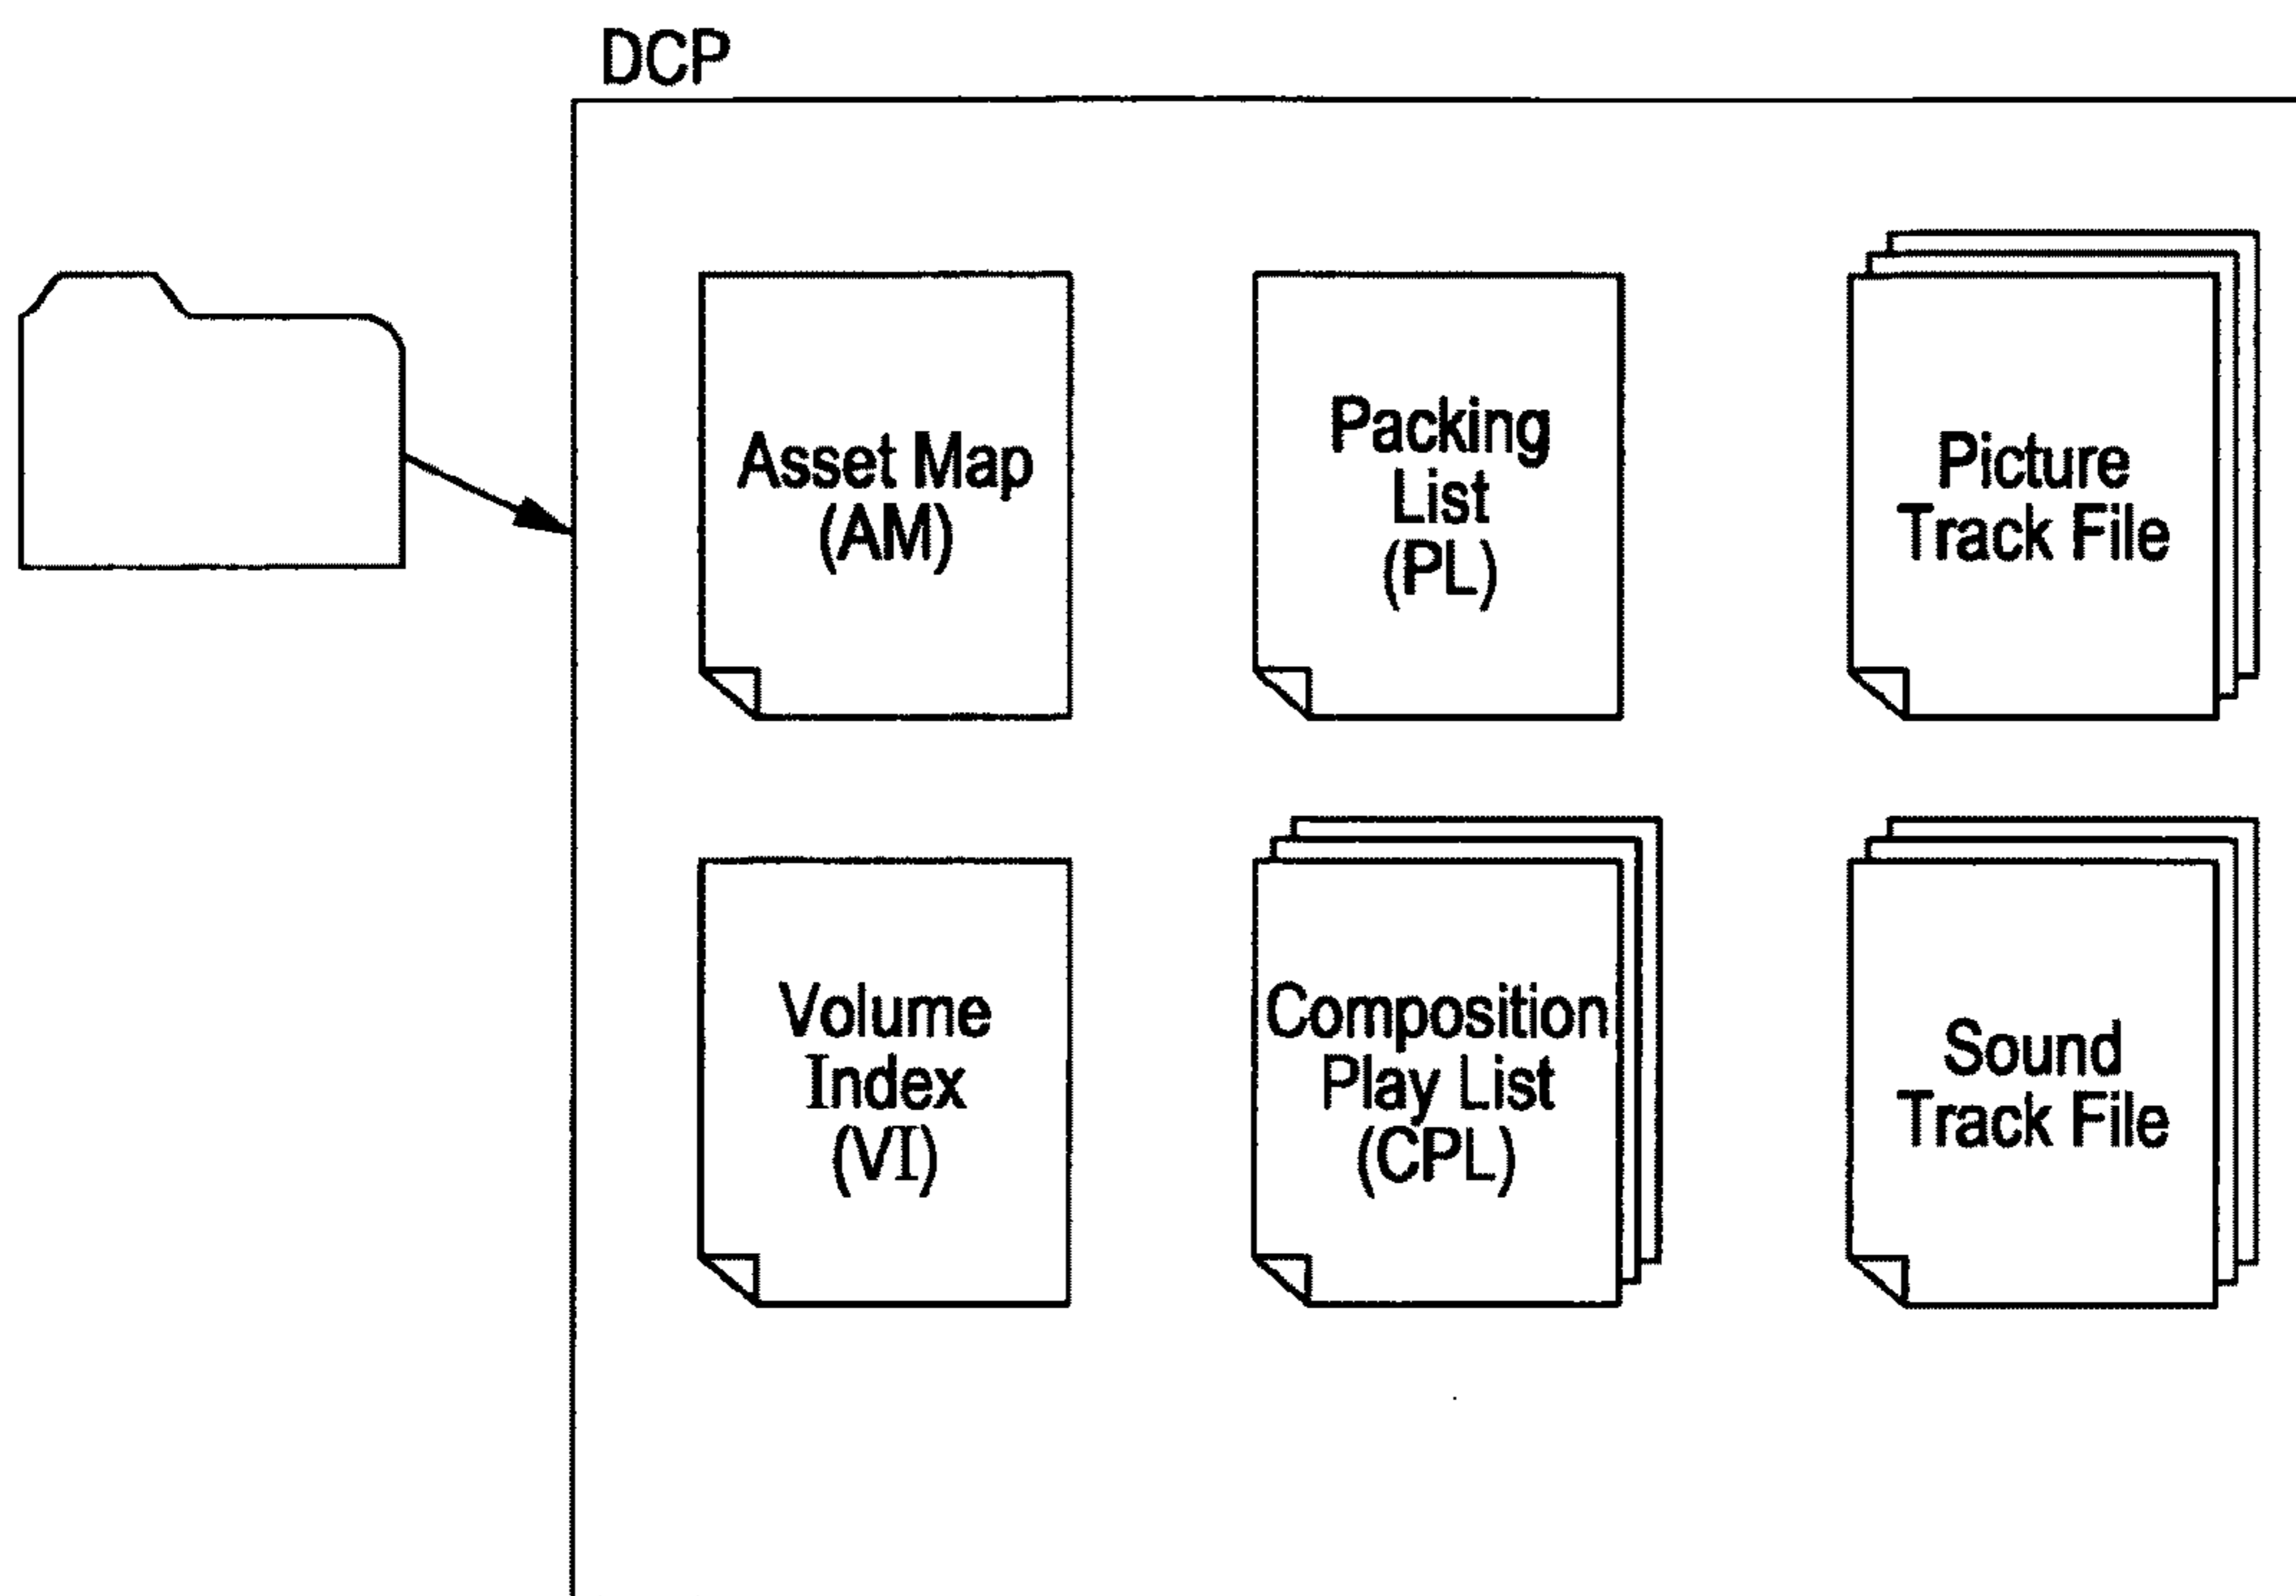 DCP
Asset Map
(AM)
Packing
List
(PL)
Picture
Track File
Volume
Index
(VI)
Composition
Play List
(CPL)
Sound
Track File